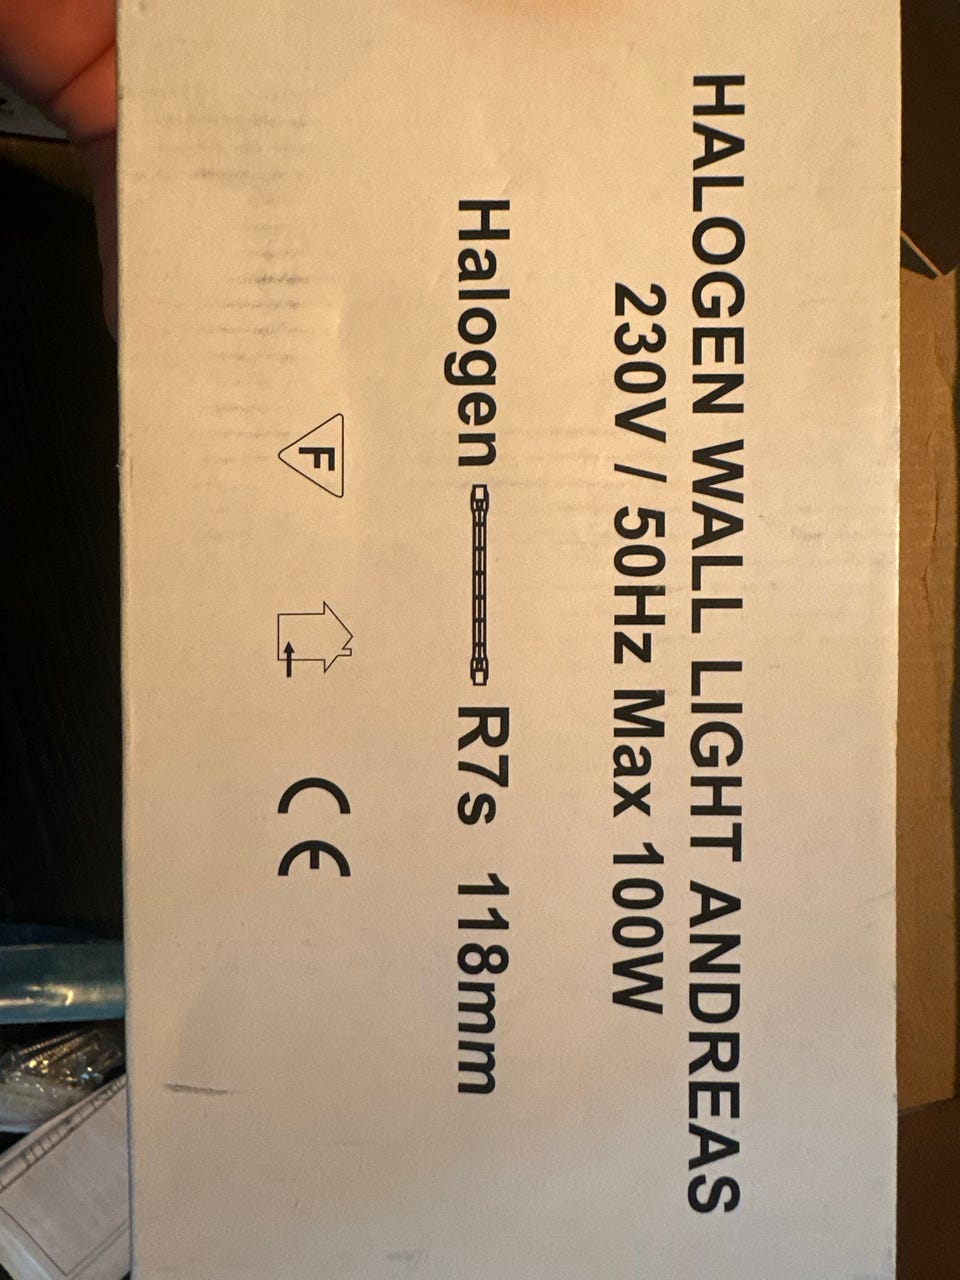 HALOGEN WALL LIGHT ANDREAS
230V / 50Hz Max 100W
Halogen R7s 118mm
F
CE